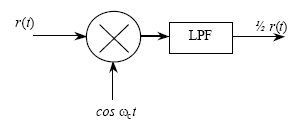 r(t)
LPF
½ r(t)
cos ωct